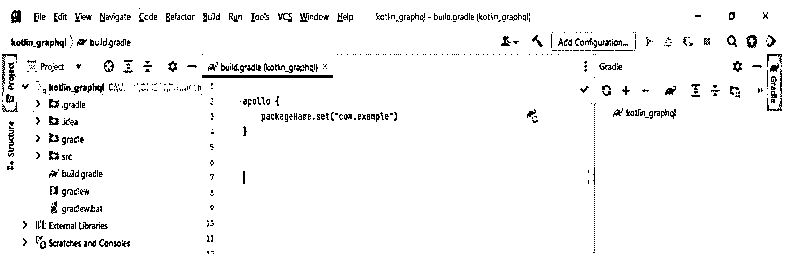 File Edit View Navigate Code Refactor Build Run Tools VCS Window Help kotlin_graphql - build.gradle (kotlin_graphql)
kotlin_graphql build.gradle Add Configuration...
Project build.gradle (kotlin_graphql) Gradle
Project
Structure
Gradle
kotlin_graphql
.gradle
.idea
gradle
src
build.gradle
gradlew
gradlew.bat
External Libraries
Scratches and Consoles
1
2 apollo {
3 packageName.set("com.example")
4 }
5
6
7
8
9
10
11
kotlin_graphql